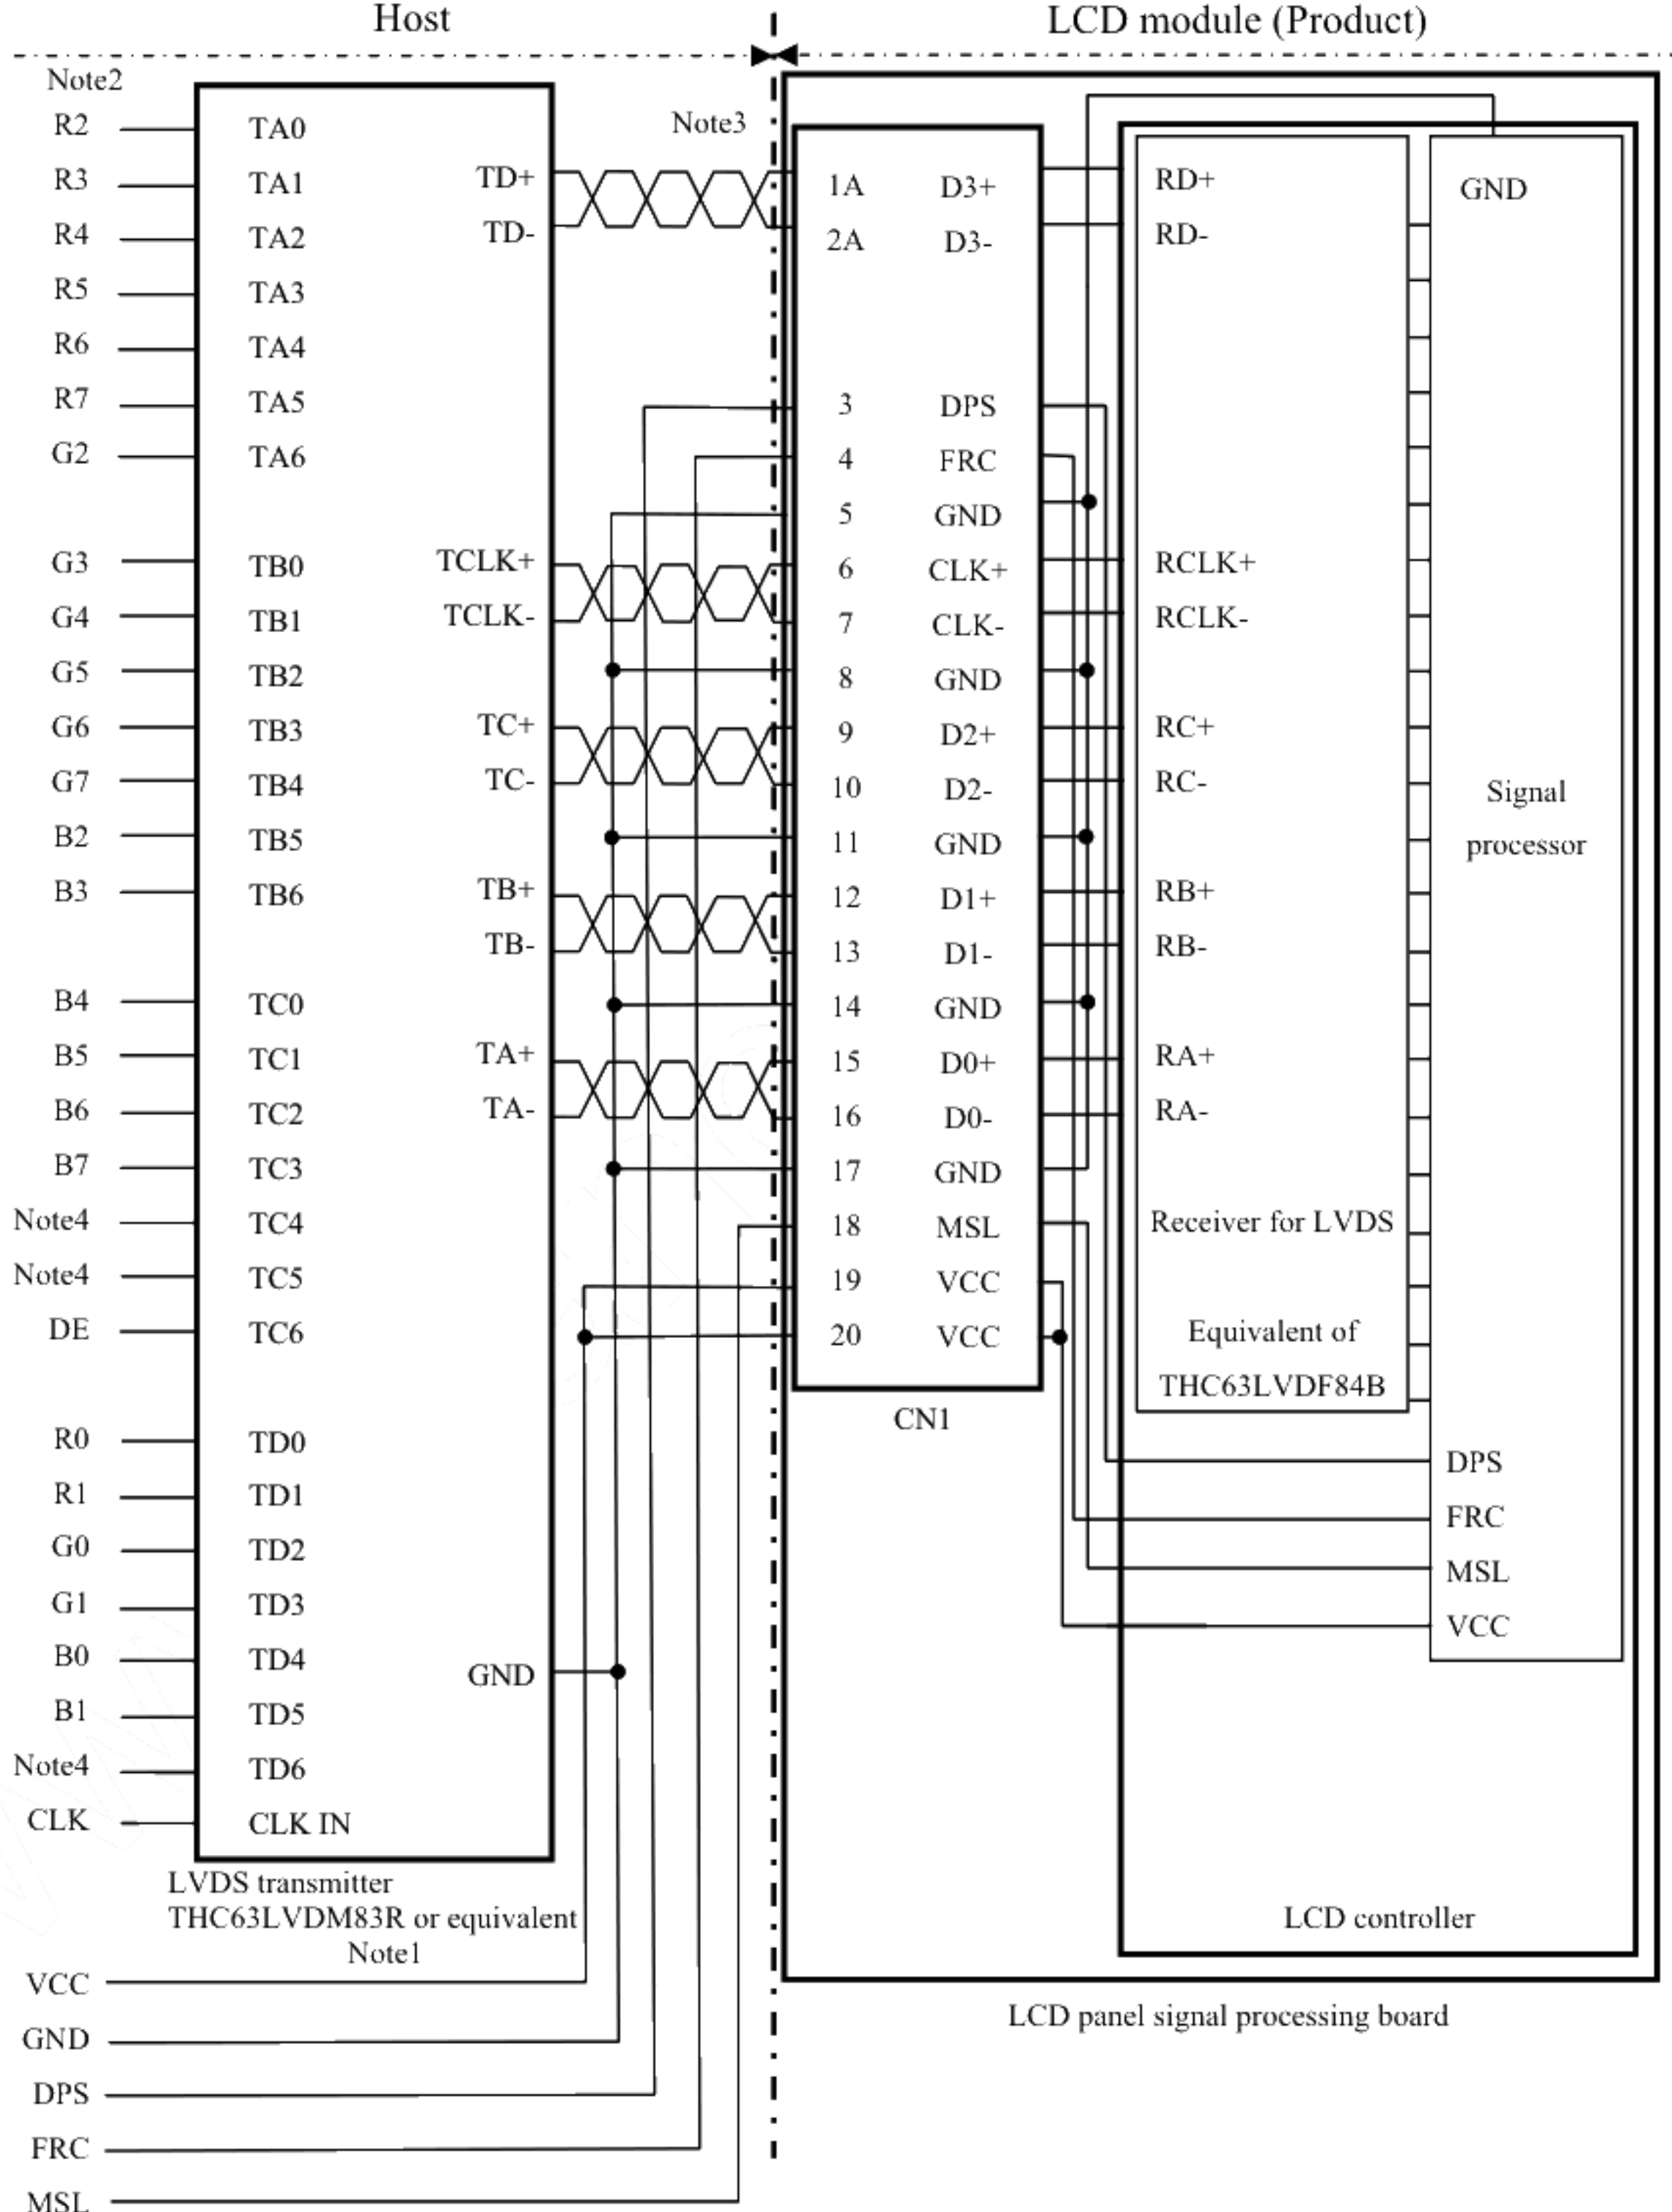 Host
LCD module (Product)
Note2
Note3
R2 TA0
R3 TA1 TD+
R4 TA2 TD-
R5 TA3
R6 TA4
R7 TA5
G2 TA6
G3 TB0 TCLK+
G4 TB1 TCLK-
G5 TB2
G6 TB3 TC+
G7 TB4 TC-
B2 TB5
B3 TB6 TB+
TB-
B4 TC0
B5 TC1 TA+
B6 TC2 TA-
B7 TC3
Note4 TC4
Note4 TC5
DE TC6
R0 TD0
R1 TD1
G0 TD2
G1 TD3
B0 TD4 GND
B1 TD5
Note4 TD6
CLK CLK IN
LVDS transmitter
THC63LVDM83R or equivalent
Note1
VCC
GND
DPS
FRC
MSL
1A D3+
2A D3-
3 DPS
4 FRC
5 GND
6 CLK+
7 CLK-
8 GND
9 D2+
10 D2-
11 GND
12 D1+
13 D1-
14 GND
15 D0+
16 D0-
17 GND
18 MSL
19 VCC
20 VCC
CN1
RD+
RD-
RCLK+
RCLK-
RC+
RC-
RB+
RB-
RA+
RA-
Receiver for LVDS
Equivalent of
THC63LVDF84B
GND
Signal
processor
DPS
FRC
MSL
VCC
LCD controller
LCD panel signal processing board